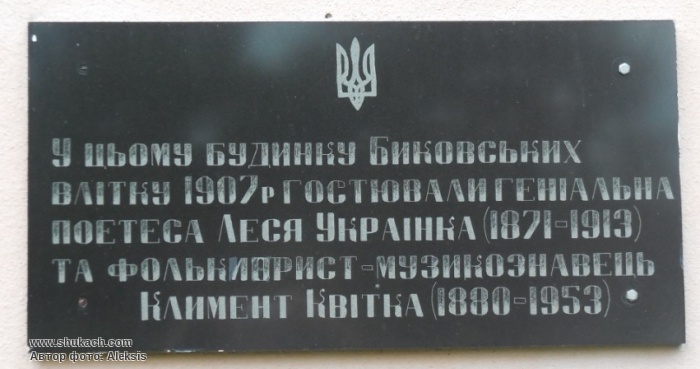 У цьому будинку Биковських
влітку 1907р гостювали геніальна
поетеса Леся Украінка (1871-1913)
та фольклорист-музикознавець
Климент Квітка (1880-1953)
www.shukach.com
Автор фото: Aleksis